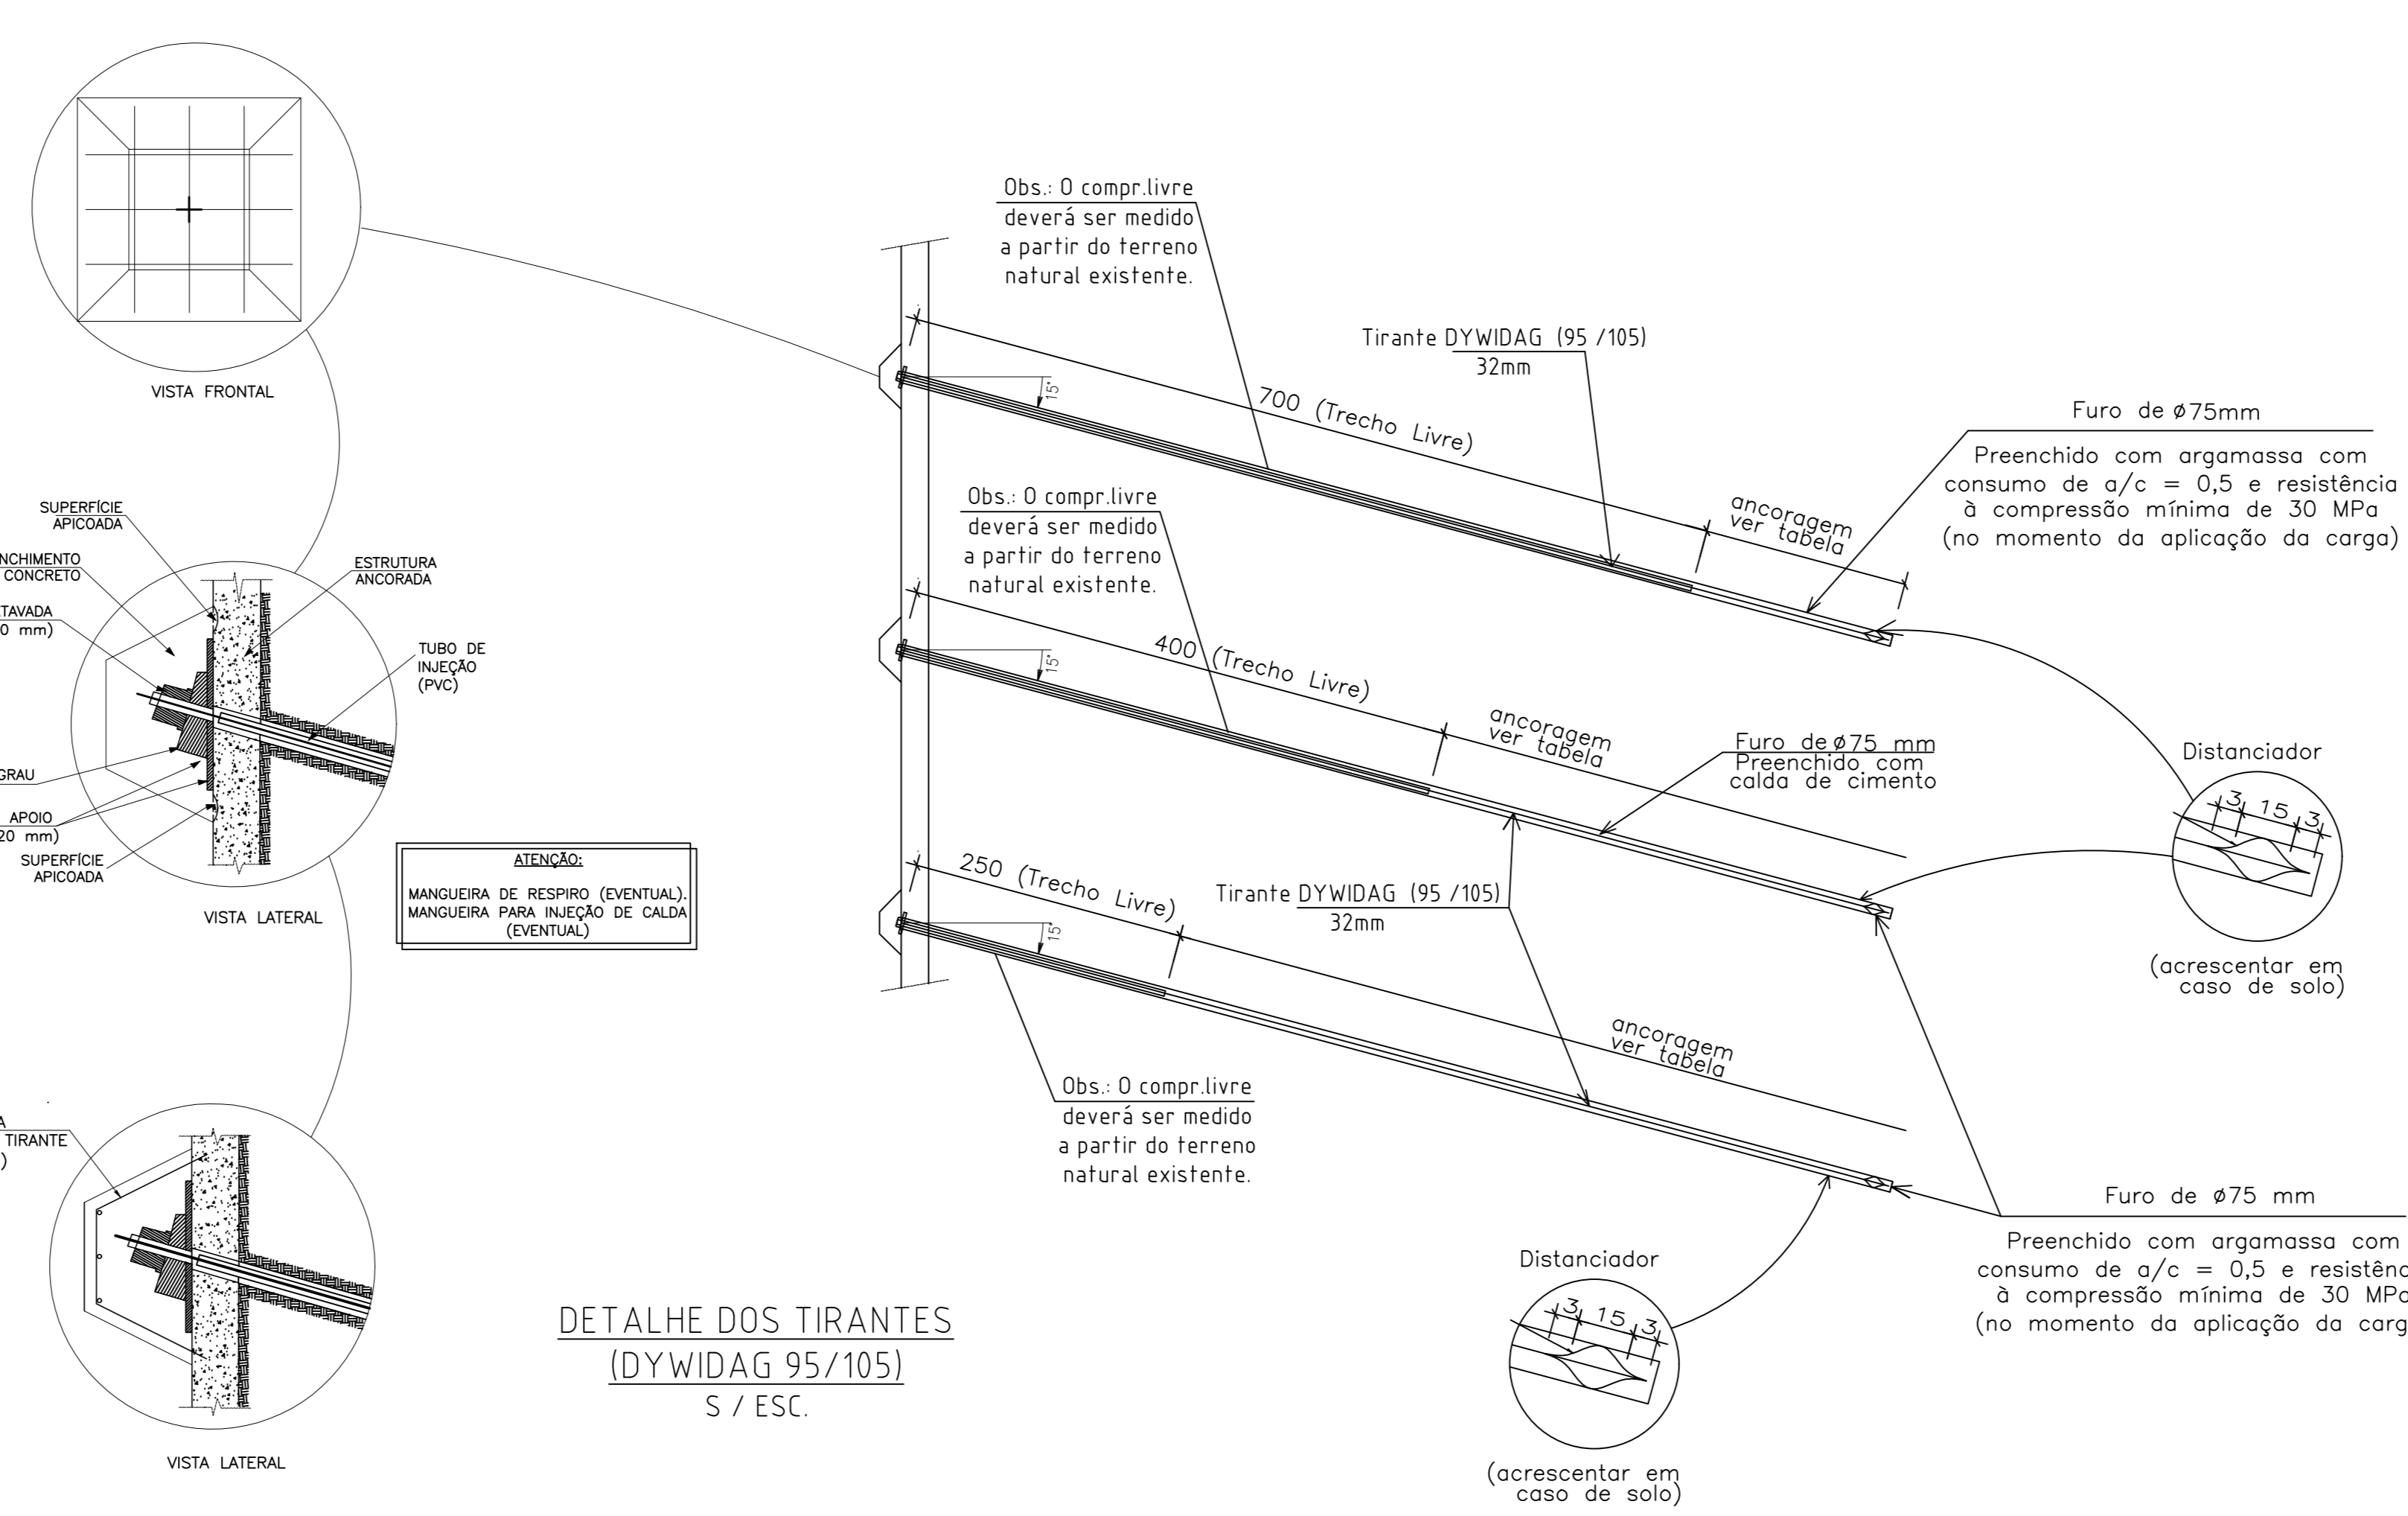 VISTA FRONTAL
SUPERFÍCIE
APICOADA
CONCRETO
0 mm)
GRAU
APOIO
20 mm)
SUPERFÍCIE
APICOADA
ESTRUTURA
ANCORADA
TUBO DE
INJEÇÃO
(PVC)
VISTA LATERAL
ATENÇÃO:
MANGUEIRA DE RESPIRO (EVENTUAL).
MANGUEIRA PARA INJEÇÃO DE CALDA
(EVENTUAL)
A
TIRANTE
)
VISTA LATERAL
DETALHE DOS TIRANTES
(DYWIDAG 95/105)
S / ESC.
Obs.: O compr.livre
deverá ser medido
a partir do terreno
natural existente.
Tirante DYWIDAG (95 /105)
32mm
15°
700 (Trecho Livre)
ancoragem
ver tabela
Furo de ø75mm
Preenchido com argamassa com
consumo de a/c = 0,5 e resistência
à compressão mínima de 30 MPa
(no momento da aplicação da carga)
Obs.: O compr.livre
deverá ser medido
a partir do terreno
natural existente.
15°
400 (Trecho Livre)
ancoragem
ver tabela
Furo de ø75 mm
Preenchido com
calda de cimento
Distanciador
3 15 3
(acrescentar em
caso de solo)
250 (Trecho Livre)
15°
Tirante DYWIDAG (95 /105)
32mm
ancoragem
ver tabela
Obs.: O compr.livre
deverá ser medido
a partir do terreno
natural existente.
Furo de ø75 mm
Preenchido com argamassa com
consumo de a/c = 0,5 e
à compressão mínima de 30
(no momento da aplicação da
Distanciador
3 15 3
(acrescentar em
caso de solo)